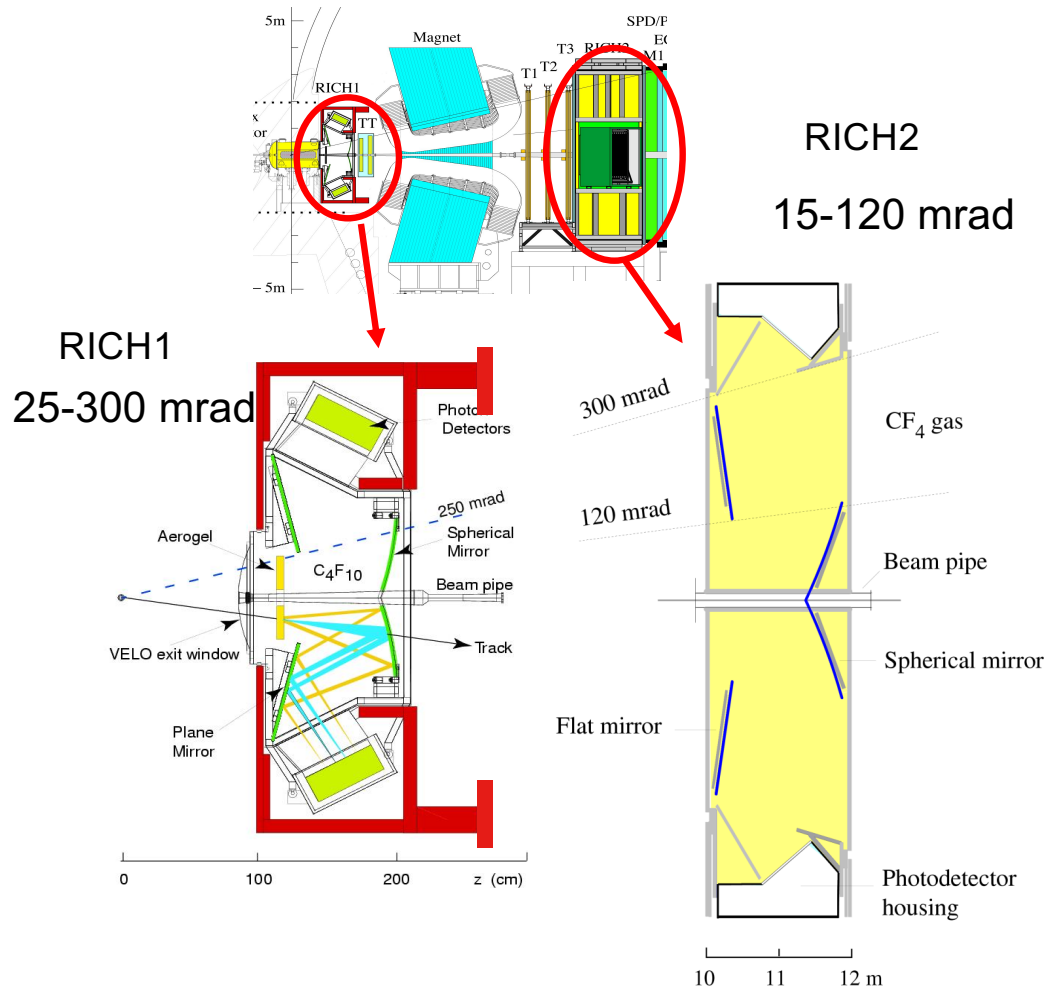 5m
SPD/P
Magnet
T3
RICH2
T2
M1
T1
RICH1
TT
x
or
– 5m
RICH2
15-120 mrad
RICH1
25-300 mrad
Photon
Detectors
250 mrad
Aerogel
C4F10
Spherical
Mirror
Beam pipe
VELO exit window
Track
Plane
Mirror
0
100
200
z (cm)
300 mrad
CF4 gas
120 mrad
Beam pipe
Spherical mirror
Flat mirror
Photodetector
housing
10
11
12 m